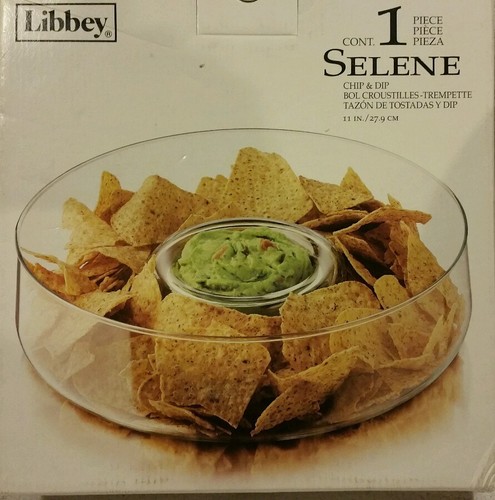 Libbey®
CONT. 1 PIECE
PIÈCE
PIEZA
SELENE
CHIP & DIP
BOL CROUSTILLES-TREMPETTE
TAZÓN DE TOSTADAS Y DIP
11 IN./27.9 CM